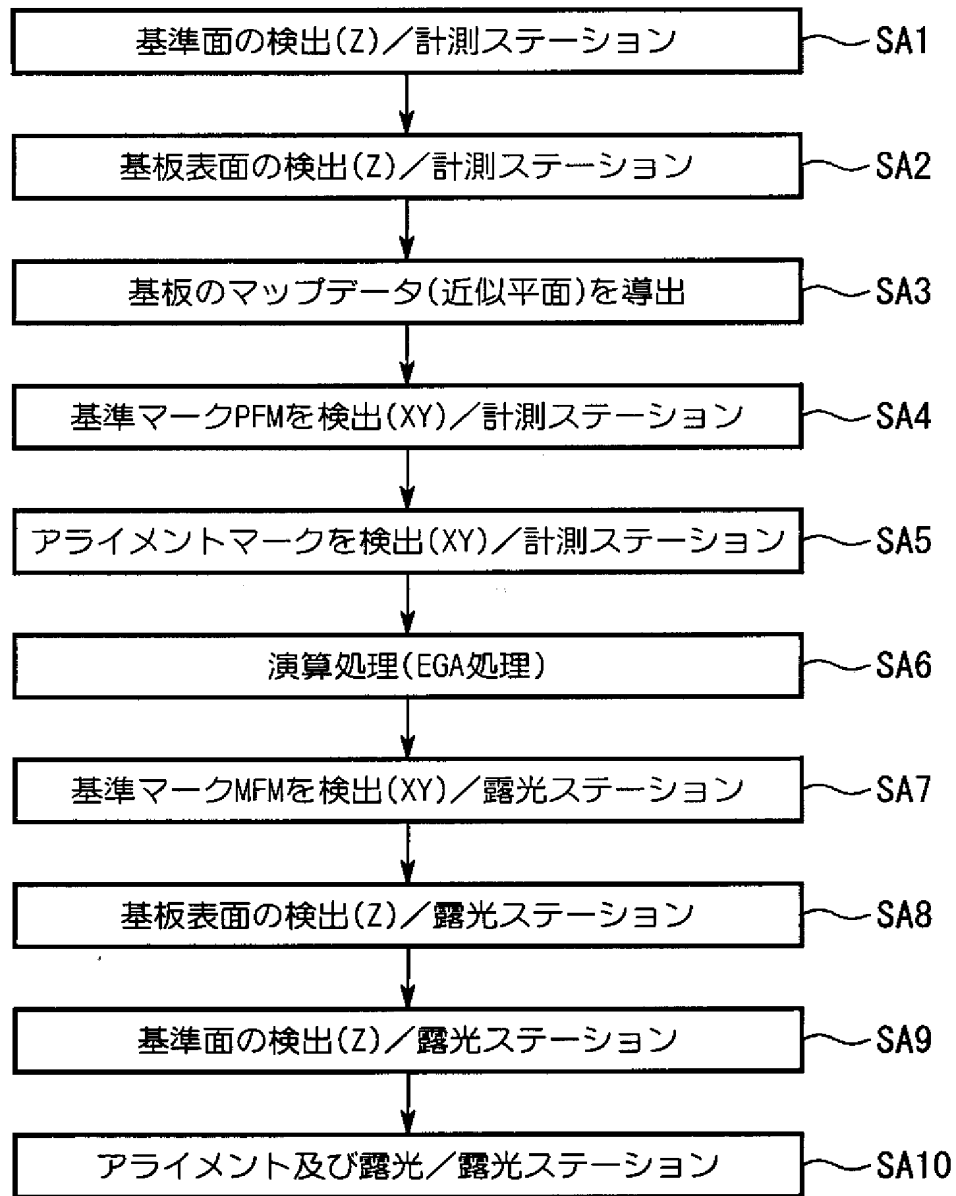 基準面の検出(Z)／計測ステーション SA1
基板表面の検出(Z)／計測ステーション SA2
基板のマップデータ(近似平面)を導出 SA3
基準マークPFMを検出(XY)／計測ステーション SA4
アライメントマークを検出(XY)／計測ステーション SA5
演算処理(EGA処理) SA6
基準マークMFMを検出(XY)／露光ステーション SA7
基板表面の検出(Z)／露光ステーション SA8
基準面の検出(Z)／露光ステーション SA9
アライメント及び露光／露光ステーション SA10